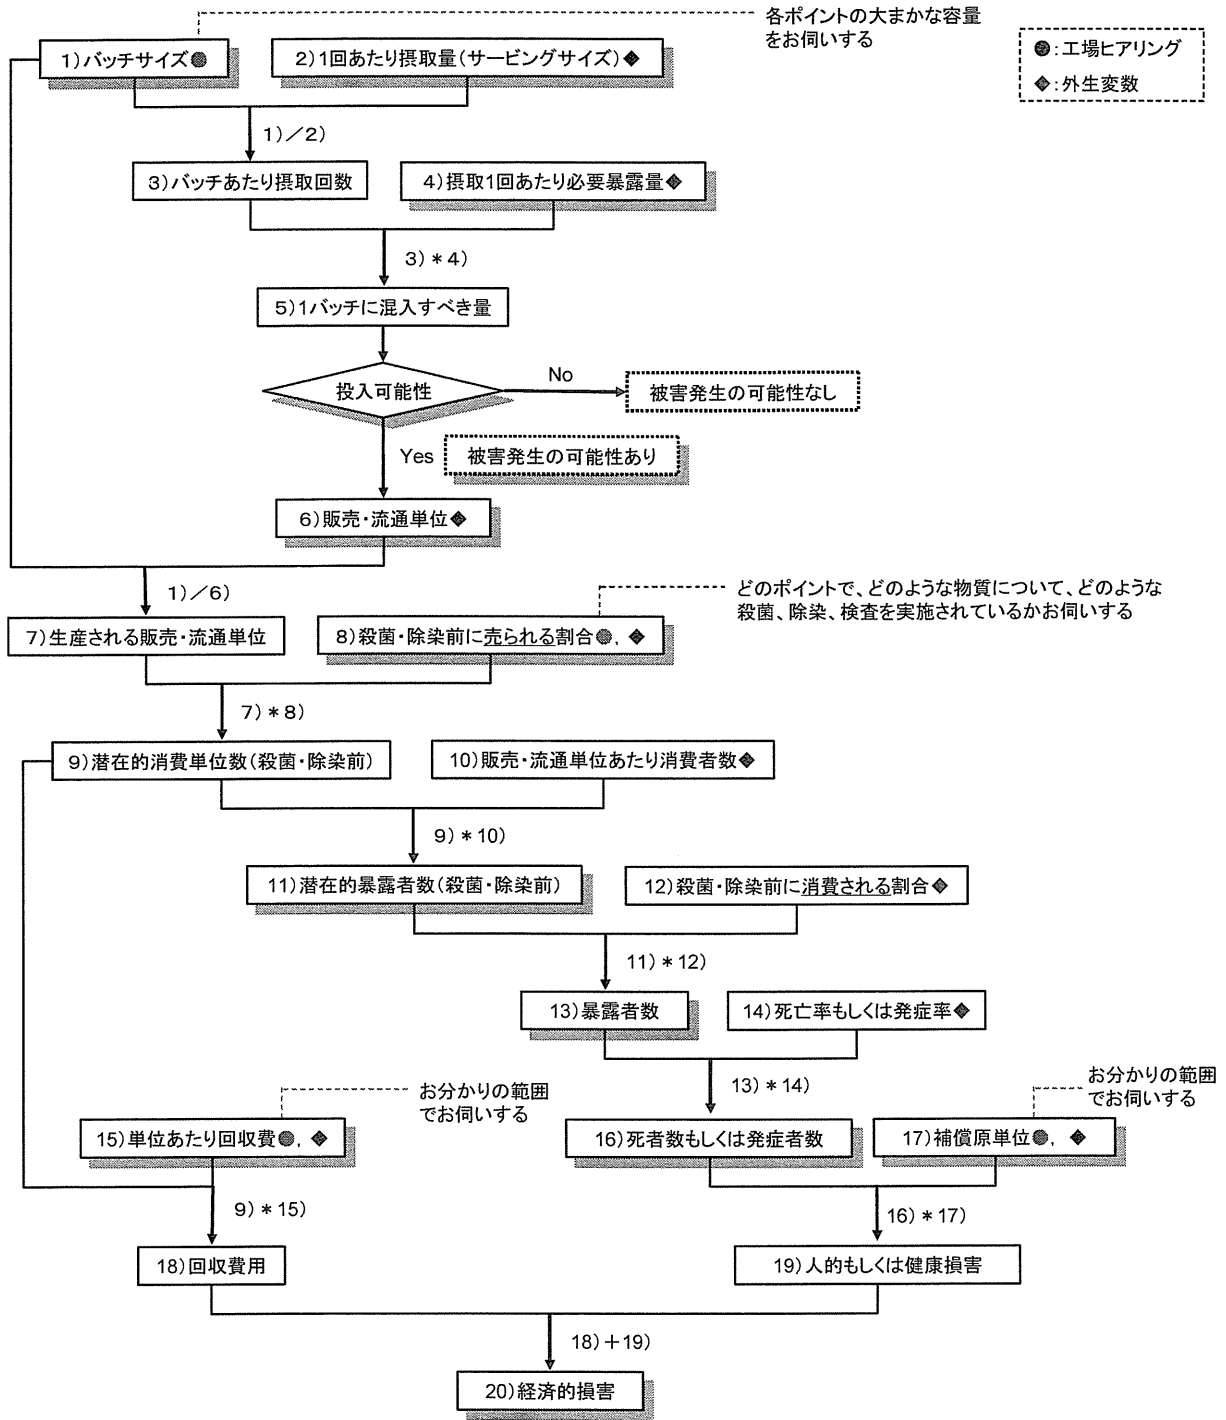 各ポイントの大まかな容量
をお伺いする
●:工場ヒアリング
◆:外生変数
1)バッチサイズ●
2)1回あたり摂取量(サービングサイズ)◆
1)／2)
3)バッチあたり摂取回数
4)摂取1回あたり必要暴露量◆
3)＊4)
5)1バッチに混入すべき量
投入可能性
No
被害発生の可能性なし
Yes
被害発生の可能性あり
6)販売・流通単位◆
1)／6)
どのポイントで、どのような物質について、どのような
殺菌、除染、検査を実施されているかお伺いする
7)生産される販売・流通単位
8)殺菌・除染前に売られる割合●，◆
7)＊8)
9)潜在的消費単位数(殺菌・除染前)
10)販売・流通単位あたり消費者数◆
9)＊10)
11)潜在的暴露者数(殺菌・除染前)
12)殺菌・除染前に消費される割合◆
11)＊12)
13)暴露者数
14)死亡率もしくは発症率◆
13)＊14)
お分かりの範囲
でお伺いする
お分かりの範囲
でお伺いする
15)単位あたり回収費●，◆
16)死者数もしくは発症者数
17)補償原単位●，◆
9)＊15)
16)＊17)
18)回収費用
19)人的もしくは健康損害
18)＋19)
20)経済的損害